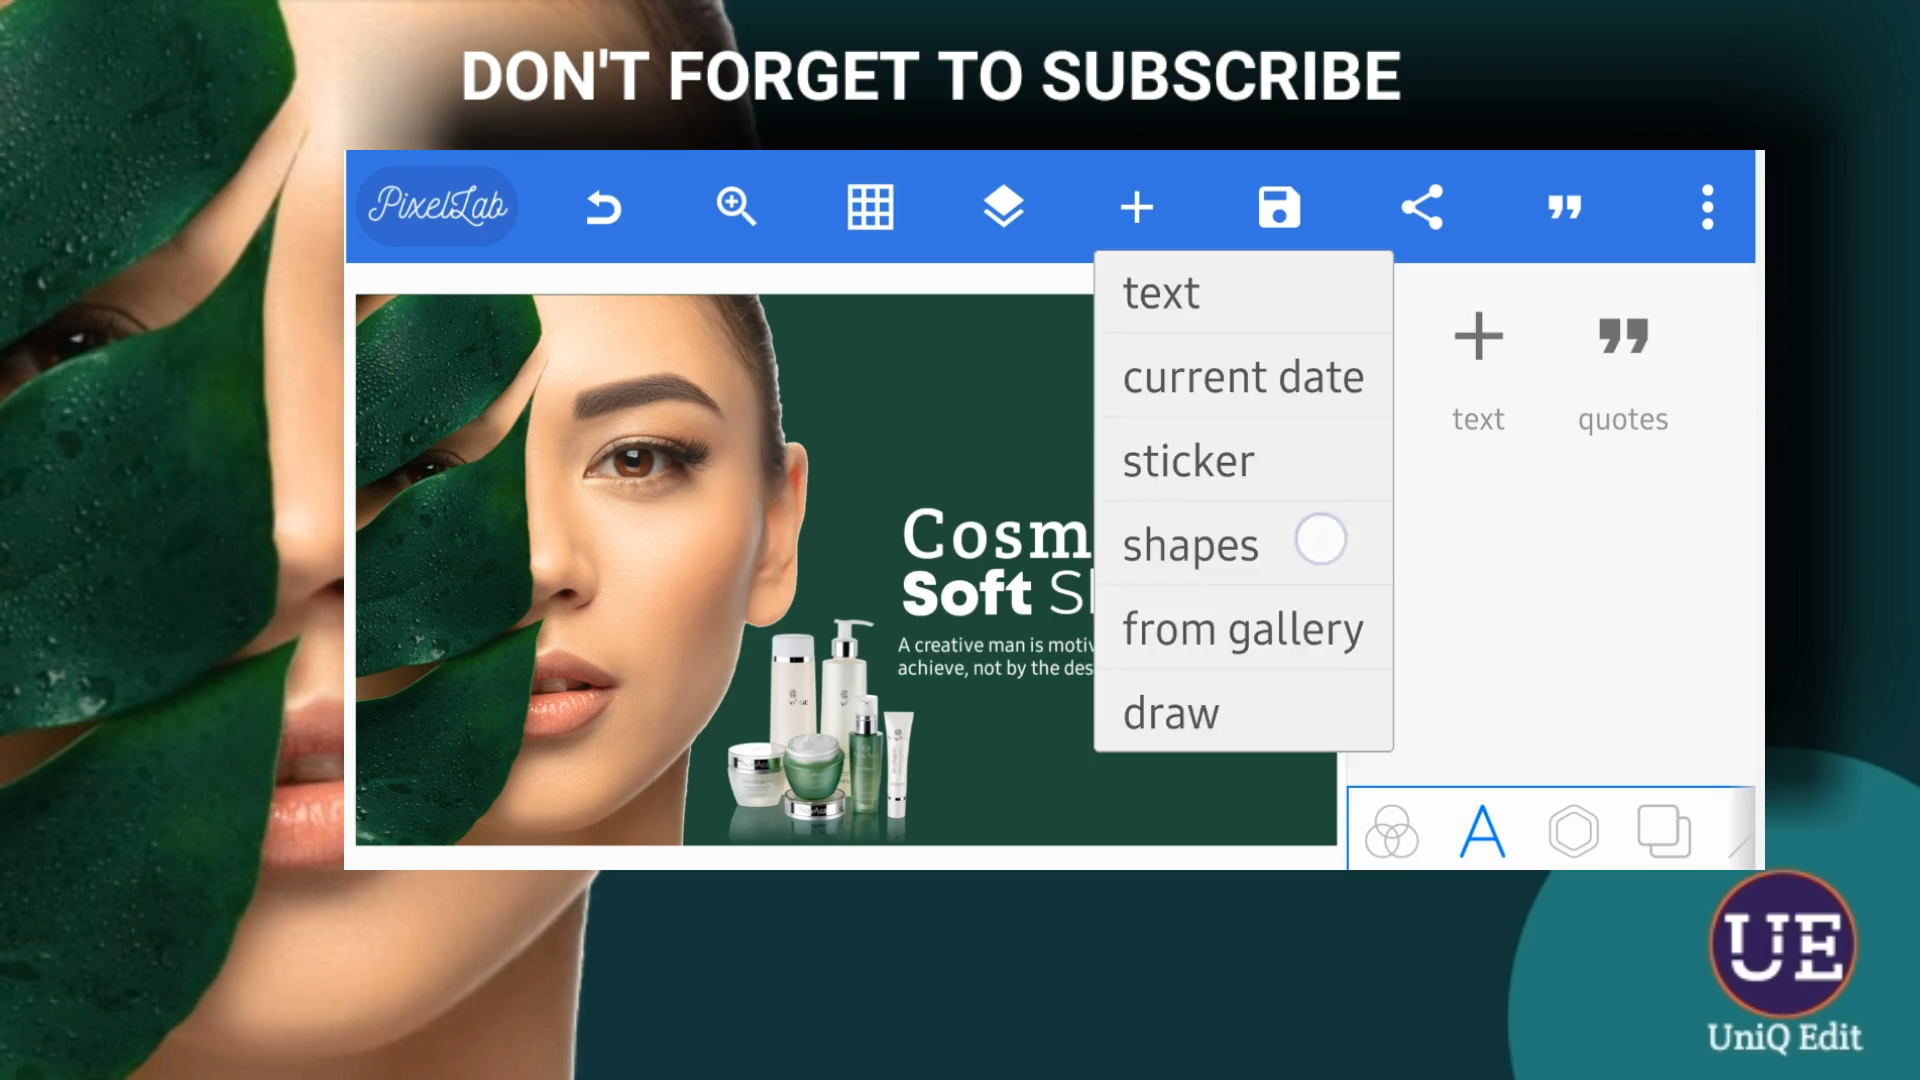 DON'T FORGET TO SUBSCRIBE
PixelLab
text
current date
sticker
shapes
from gallery
draw
text
quotes
Cosm
Soft
A creative man is motiv
achieve, not by the des
UE
UniQ Edit